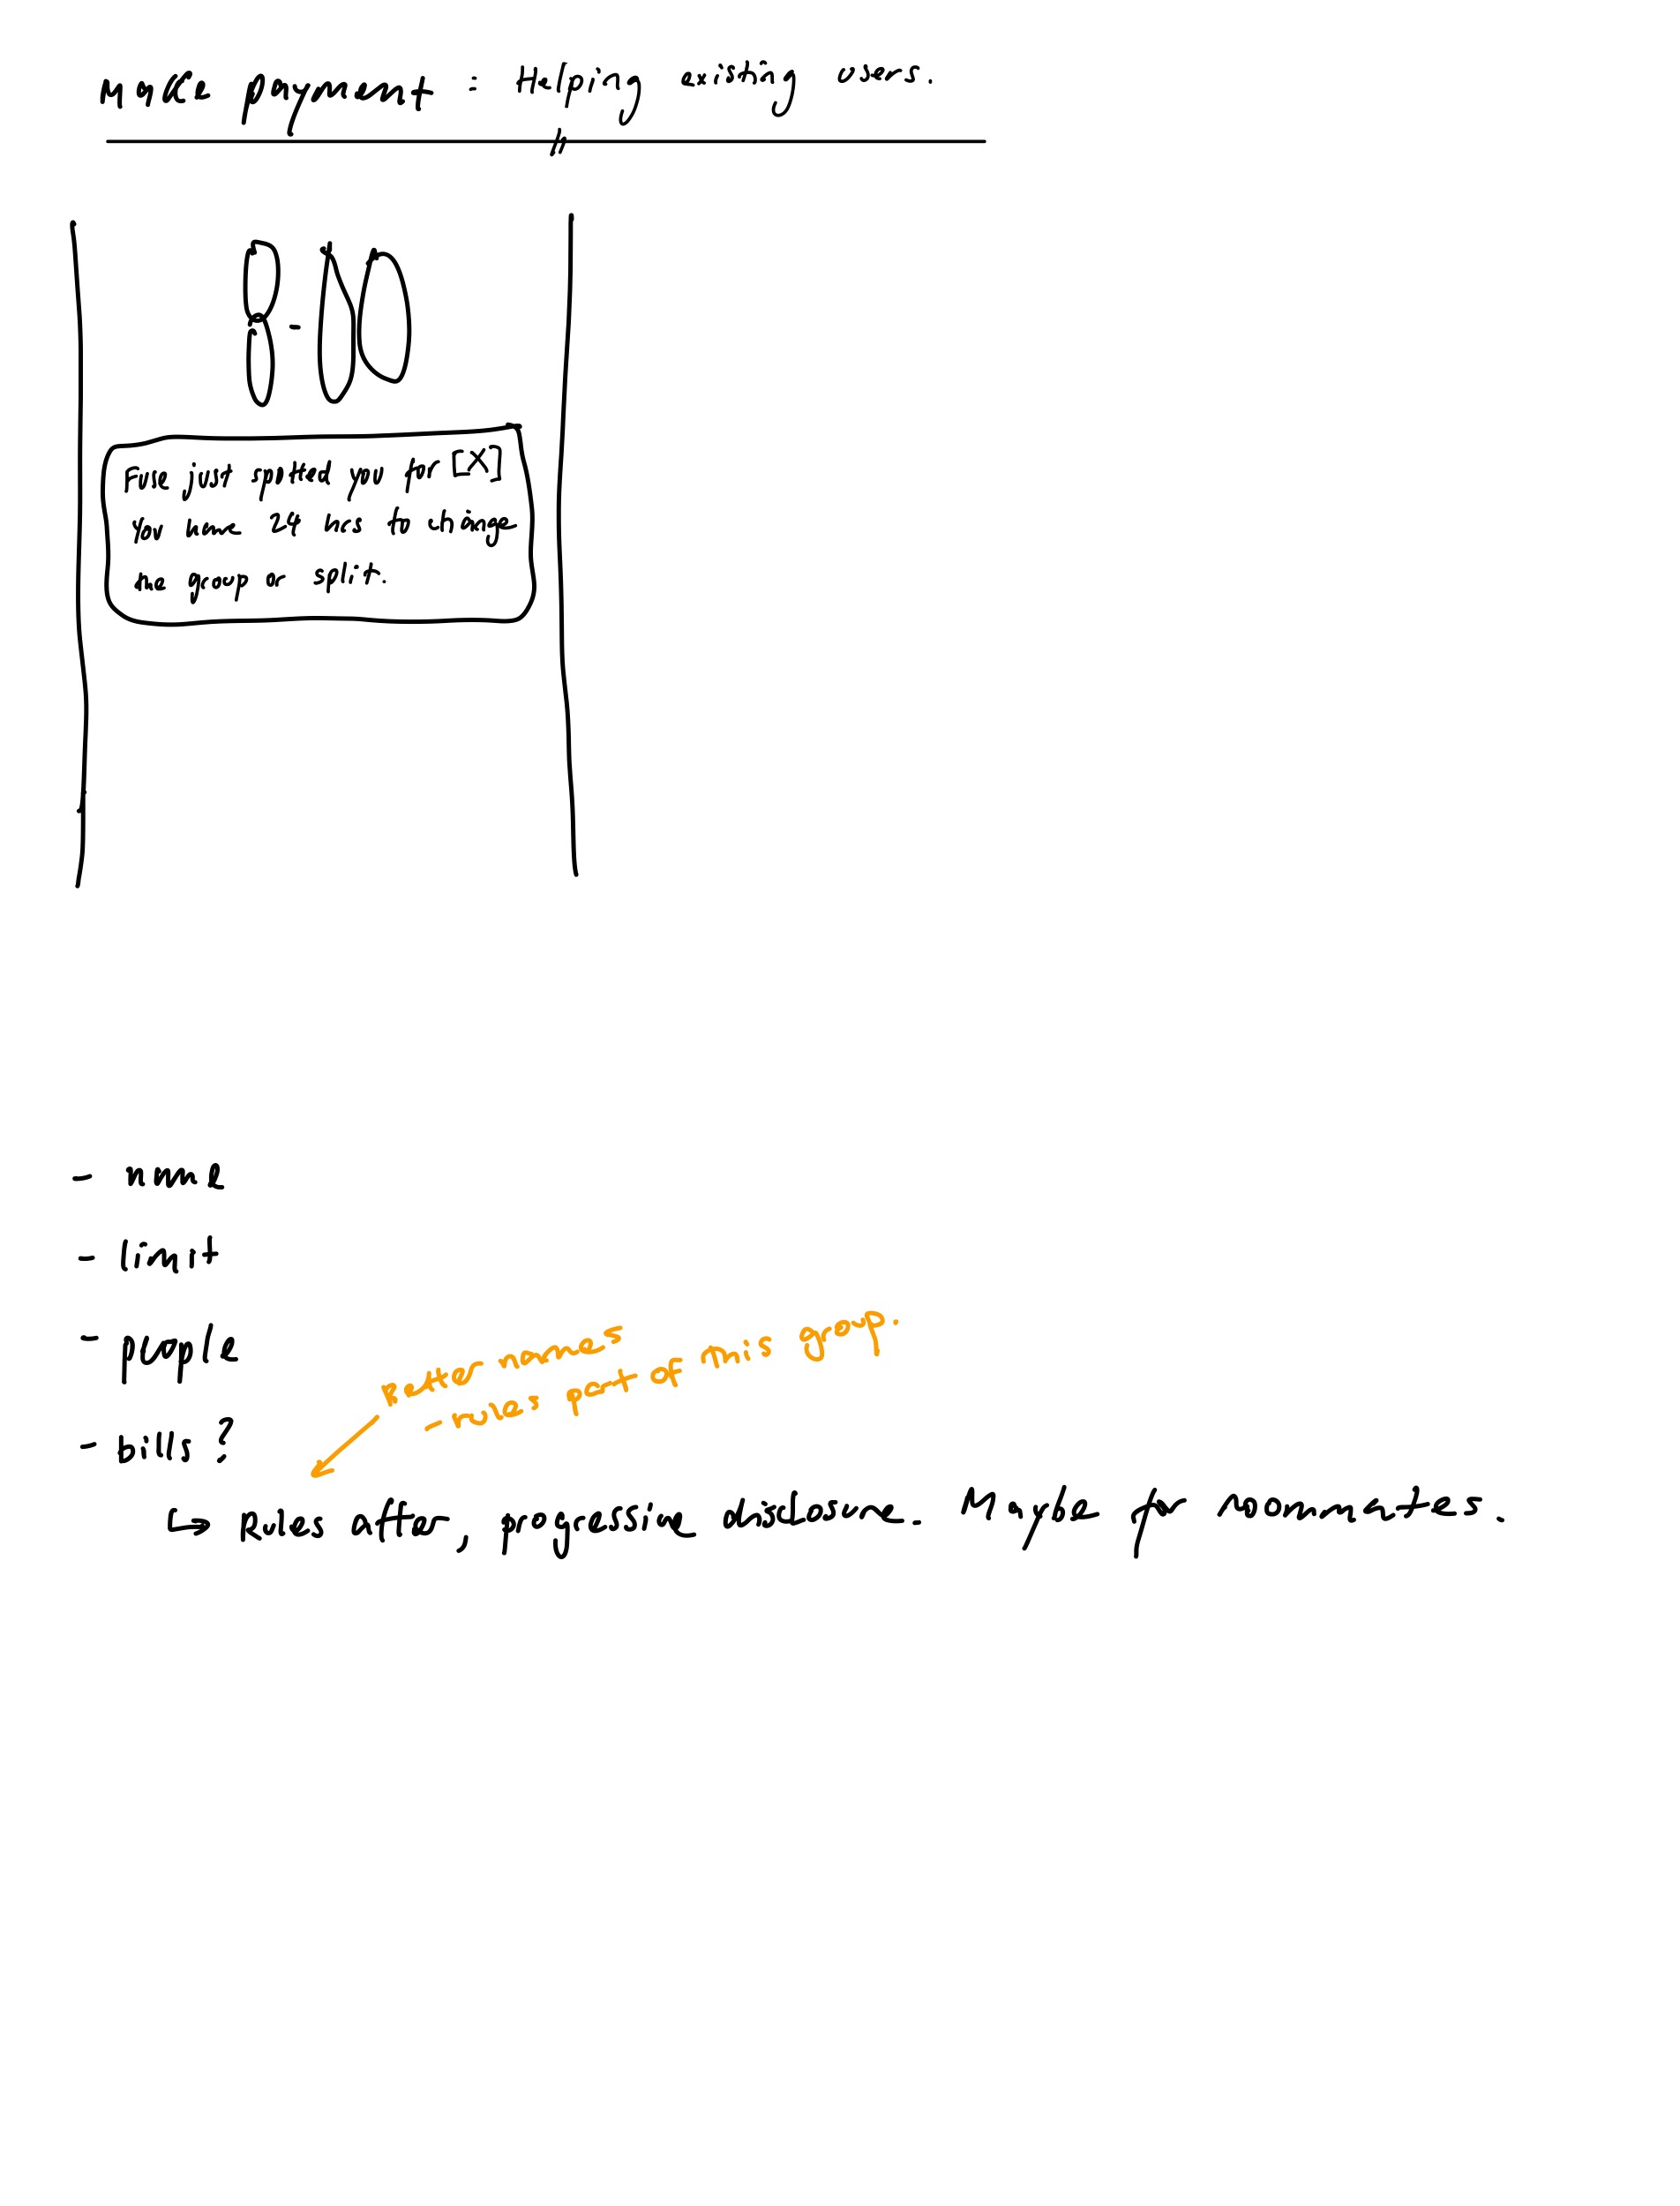 Make payment : Helping existing users.
8-00
Fuse just spotted you for [X]
You have 24 hrs to change
the group or split.
- name
- limit
- people
- bills?
better names
- rules part of this group.
↳ Rules after, progressive disclosure. Maybe for roommates.